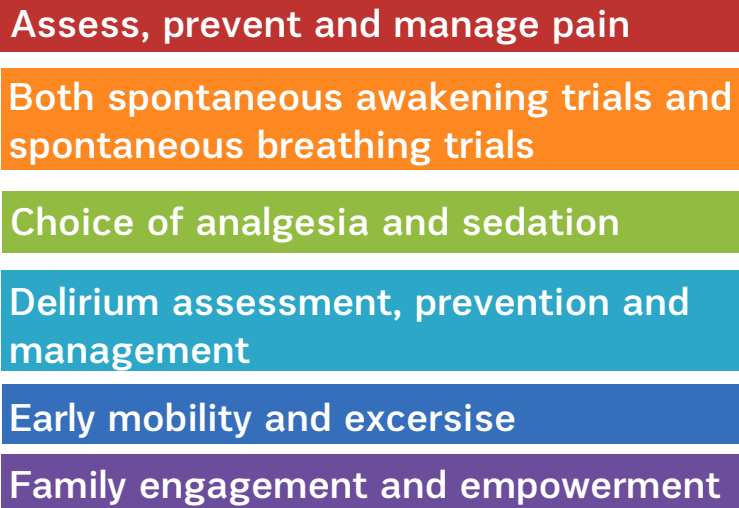 Assess, prevent and manage pain
Both spontaneous awakening trials and
spontaneous breathing trials
Choice of analgesia and sedation
Delirium assessment, prevention and
management
Early mobility and excersise
Family engagement and empowerment